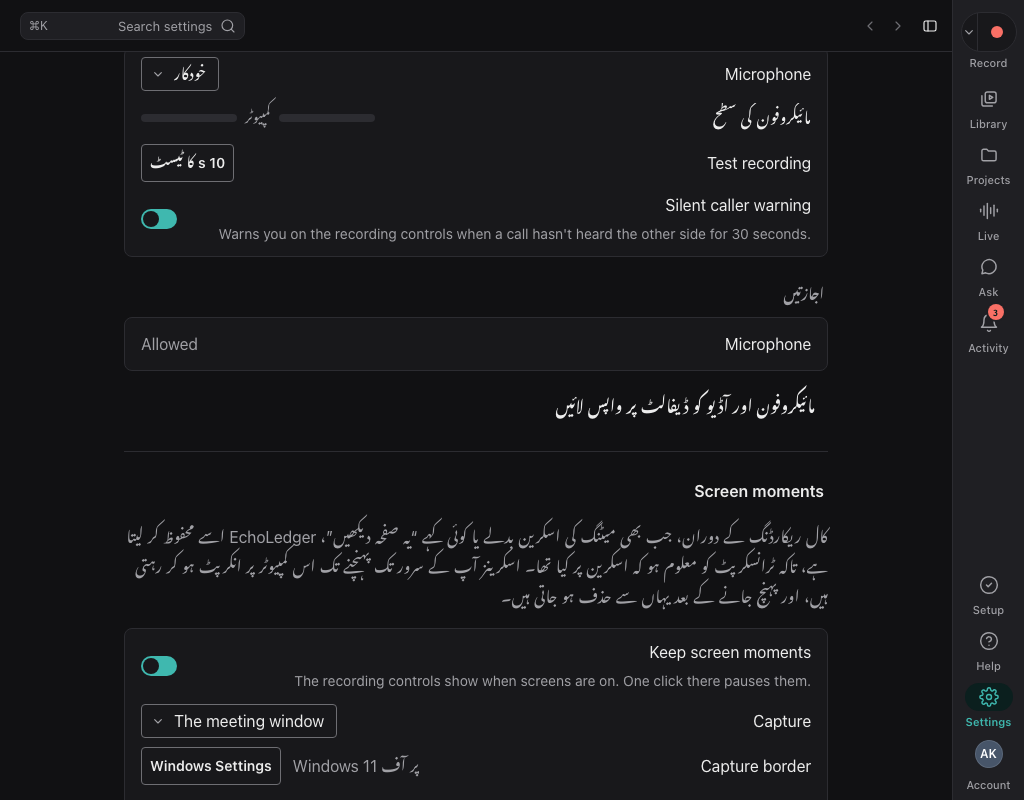 Search settings ⌘K
Record
Library
Projects
Live
Ask
3
Activity
Setup
Help
Settings
AK
Account
Microphone خودکار
مائیکروفون کی سطح کمپیوٹر
Test recording 10 s کا ٹیسٹ
Silent caller warning
Warns you on the recording controls when a call hasn't heard the other side for 30 seconds.
اجازتیں
Microphone Allowed
مائیکروفون اور آڈیو کو ڈیفالٹ پر واپس لائیں
Screen moments
کال ریکارڈنگ کے دوران، جب بھی میٹنگ کی اسکرین بدلے یا کوئی کہے “یہ صفحہ دیکھیں”، EchoLedger اسے محفوظ کر لیتا
ہے، تاکہ ٹرانسکرپٹ کو معلوم ہو کہ اسکرین پر کیا تھا۔ اسکرینز آپ کے سرور تک پہنچنے تک اس کمپیوٹر پر انکرپٹ ہو کر رہتی
ہیں، اور پہنچ جانے کے بعد یہاں سے حذف ہو جاتی ہیں۔
Keep screen moments
The recording controls show when screens are on. One click there pauses them.
Capture The meeting window
Capture border Windows 11 پر آف Windows Settings